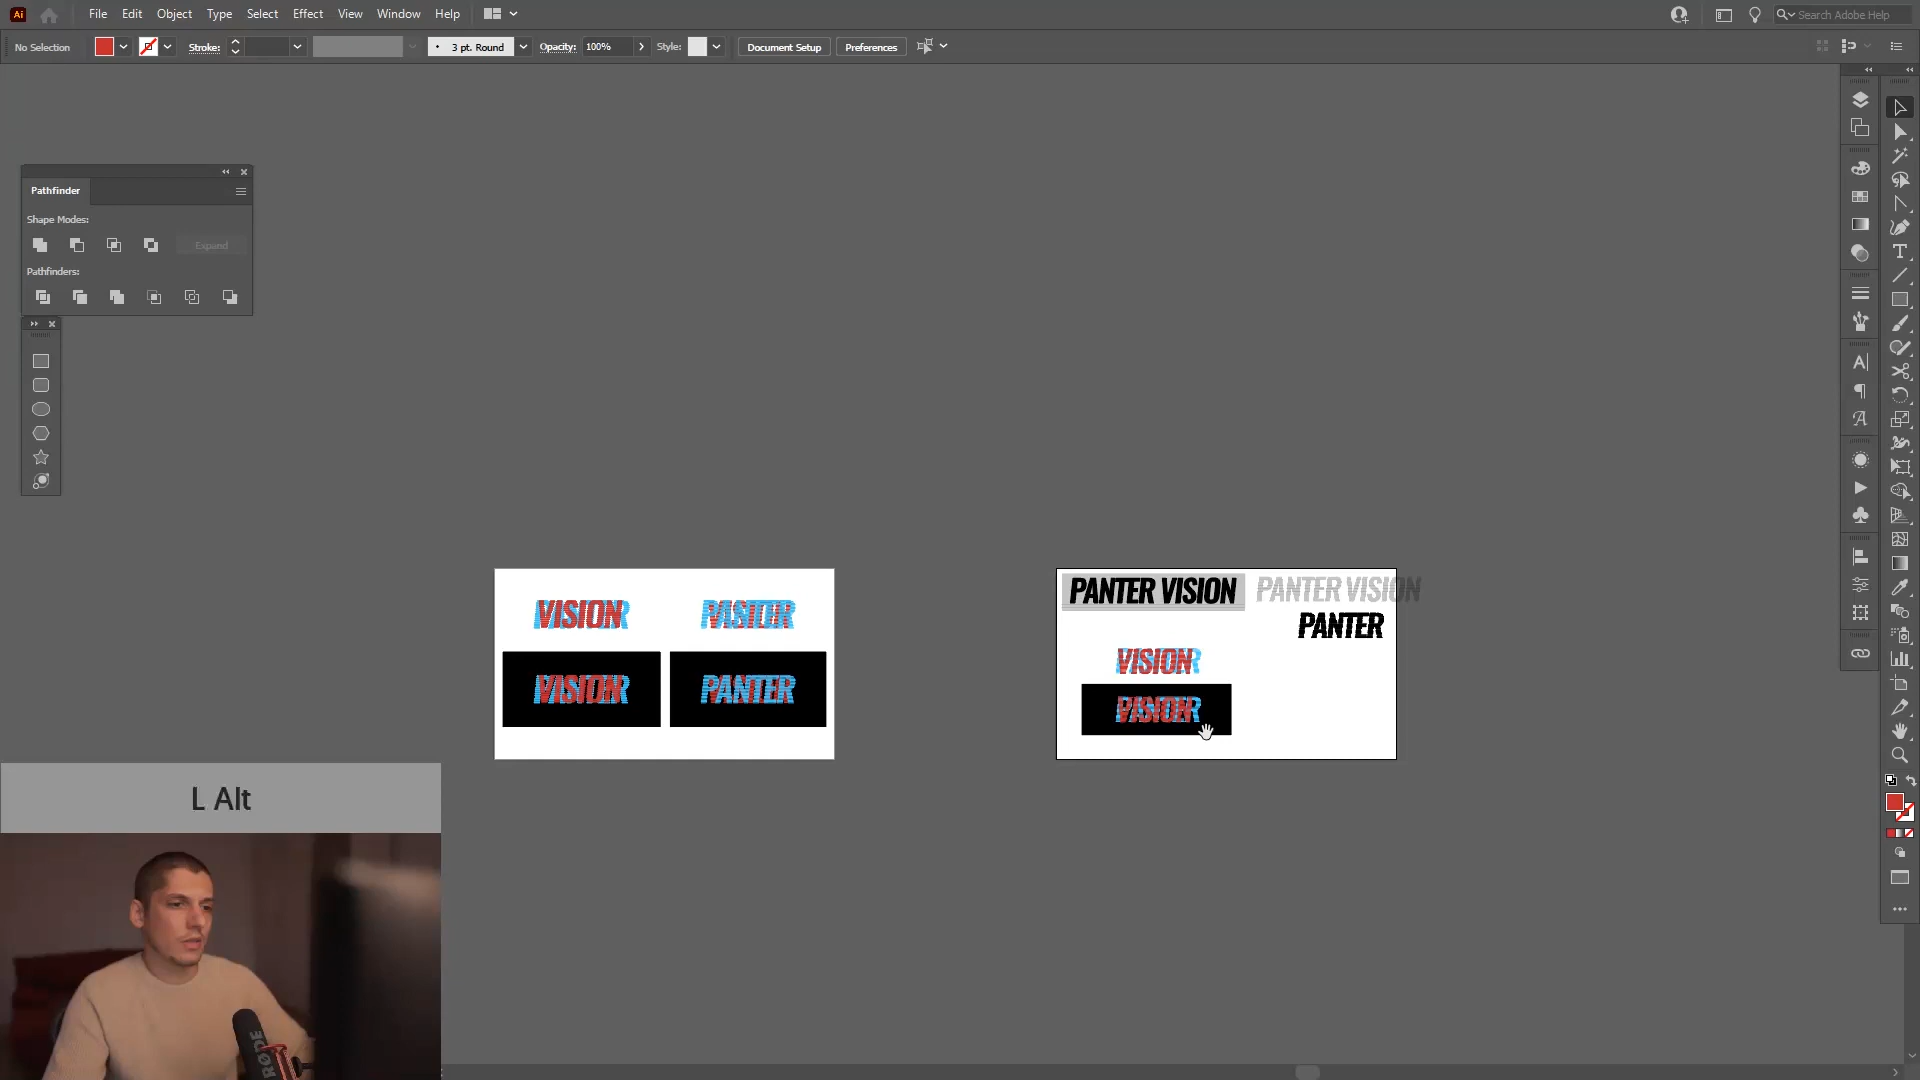 Ai File Edit Object Type Select Effect View Window Help Search Adobe Help
No Selection Stroke: 3 pt. Round Opacity: 100% Style: Document Setup Preferences
Pathfinder
Shape Modes:
Expand
Pathfinders:
VISION
PANTER
VISION
PANTER
PANTER VISION PANTER VISION
PANTER
VISION
VISION
L Alt
RODE